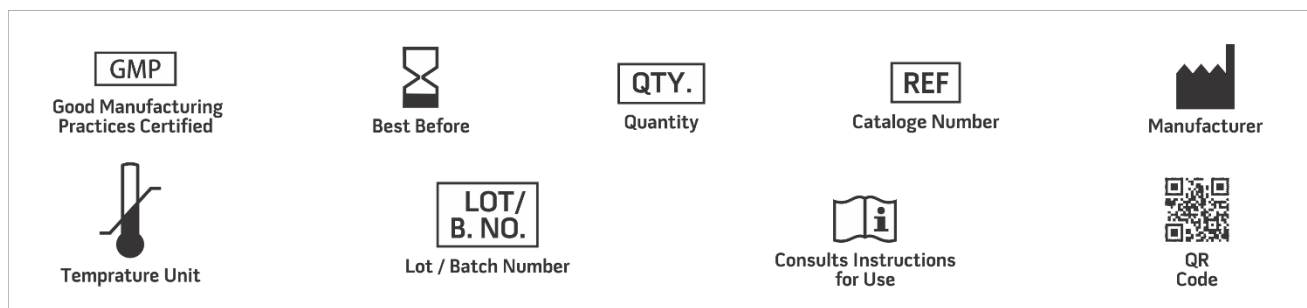 GMP
Good Manufacturing
Practices Certified
Best Before
QTY.
Quantity
REF
Cataloge Number
Manufacturer
Temprature Unit
LOT/
B. NO.
Lot / Batch Number
i
Consults Instructions
for Use
QR
Code